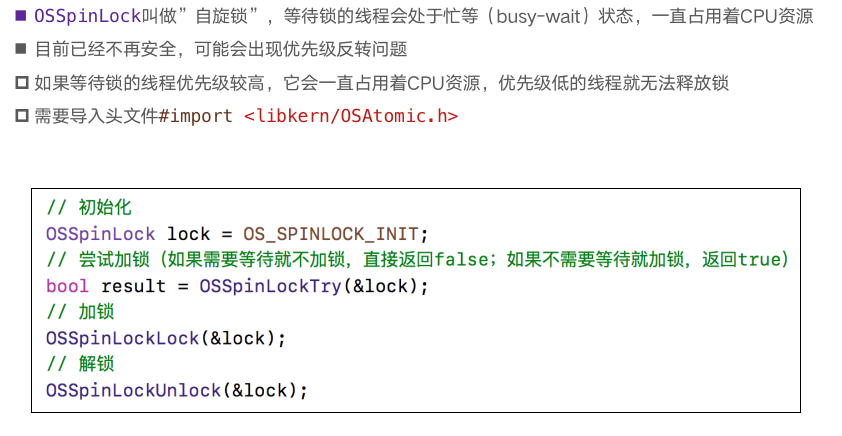 OSSpinLock叫做”自旋锁”，等待锁的线程会处于忙等（busy-wait）状态，一直占用着CPU资源
目前已经不再安全，可能会出现优先级反转问题
如果等待锁的线程优先级较高，它会一直占用着CPU资源，优先级低的线程就无法释放锁
需要导入头文件#import <libkern/OSAtomic.h>
// 初始化
OSSpinLock lock = OS_SPINLOCK_INIT;
// 尝试加锁（如果需要等待就不加锁，直接返回false；如果不需要等待就加锁，返回true）
bool result = OSSpinLockTry(&lock);
// 加锁
OSSpinLockLock(&lock);
// 解锁
OSSpinLockUnlock(&lock);